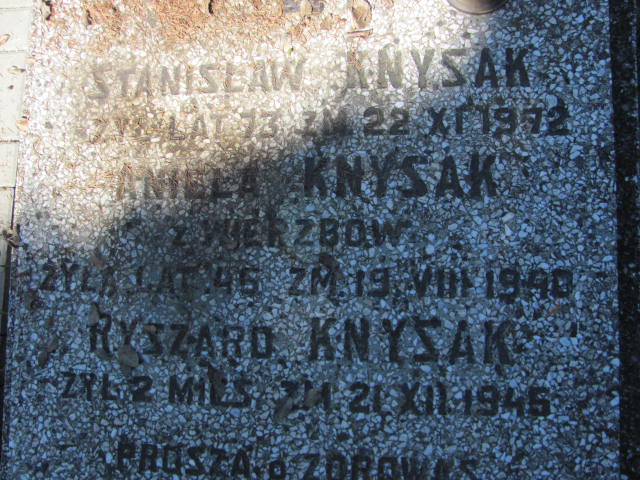 STANISŁAW KNYSAK
ŻYŁ LAT 73 ZM 22 XI 1972
ANIELA KNYSAK
Z WIERZBÓW
ŻYŁA LAT 46 ZM 19 VIII 1940
RYSZARD KNYSAK
ŻYŁ 2 MIES ZM 21 XII 1946
PROSZĄ O ZDROWAŚ